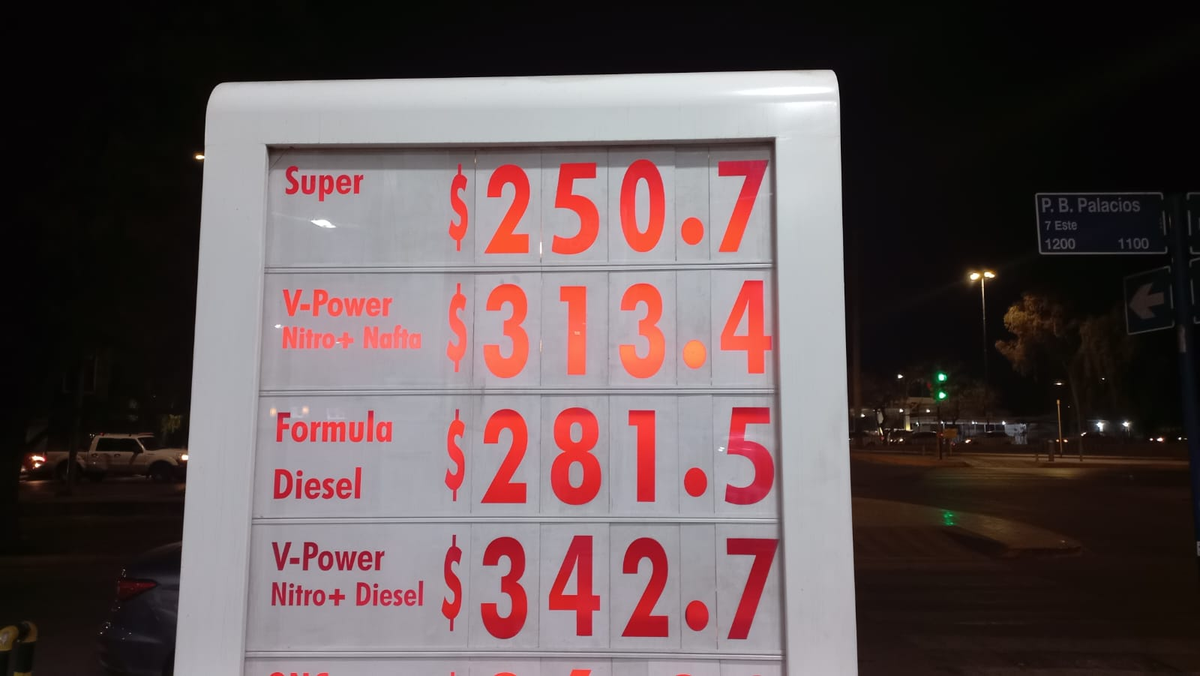 Super $ 250.7
V-Power
Nitro+ Nafta $ 313.4
Formula
Diesel $ 281.5
V-Power
Nitro+ Diesel $ 342.7
P. B. Palacios
7 Este
1200 1100